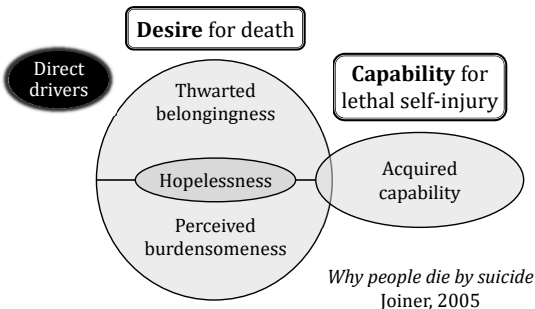 Desire for death
Direct
drivers
Capability for
lethal self-injury
Thwarted
belongingness
Hopelessness
Acquired
capability
Perceived
burdensomeness
Why people die by suicide
Joiner, 2005